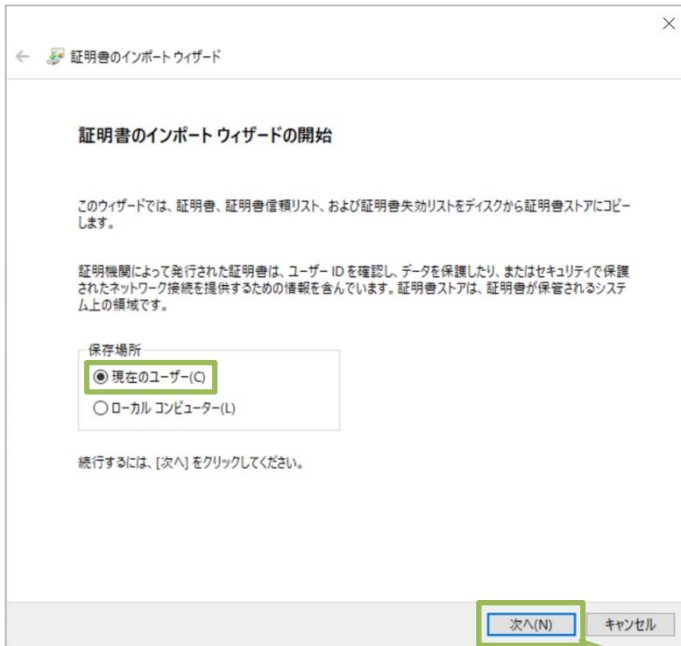 証明書のインポート ウィザード
証明書のインポート ウィザードの開始
このウィザードでは、証明書、証明書信頼リスト、および証明書失効リストをディスクから証明書ストアにコピー
します。
証明機関によって発行された証明書は、ユーザー ID を確認し、データを保護したり、またはセキュリティで保護
されたネットワーク接続を提供するための情報を含んでいます。証明書ストアは、証明書が保管されるシステ
ム上の領域です。
保存場所
現在のユーザー(C)
ローカル コンピューター(L)
続行するには、[次へ] をクリックしてください。
次へ(N)
キャンセル